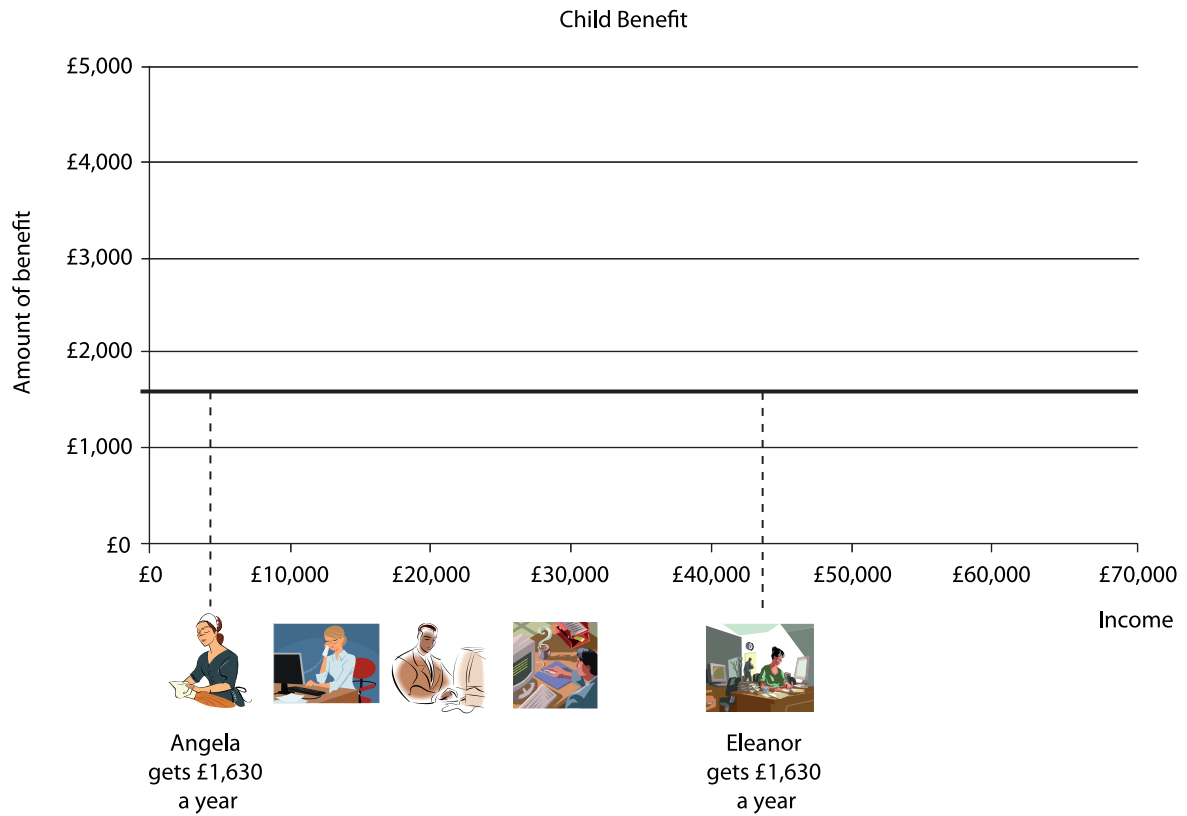 Child Benefit
Amount of benefit
£5,000
£4,000
£3,000
£2,000
£1,000
£0
£0 £10,000 £20,000 £30,000 £40,000 £50,000 £60,000 £70,000
Income
Angela
gets £1,630
a year
Eleanor
gets £1,630
a year